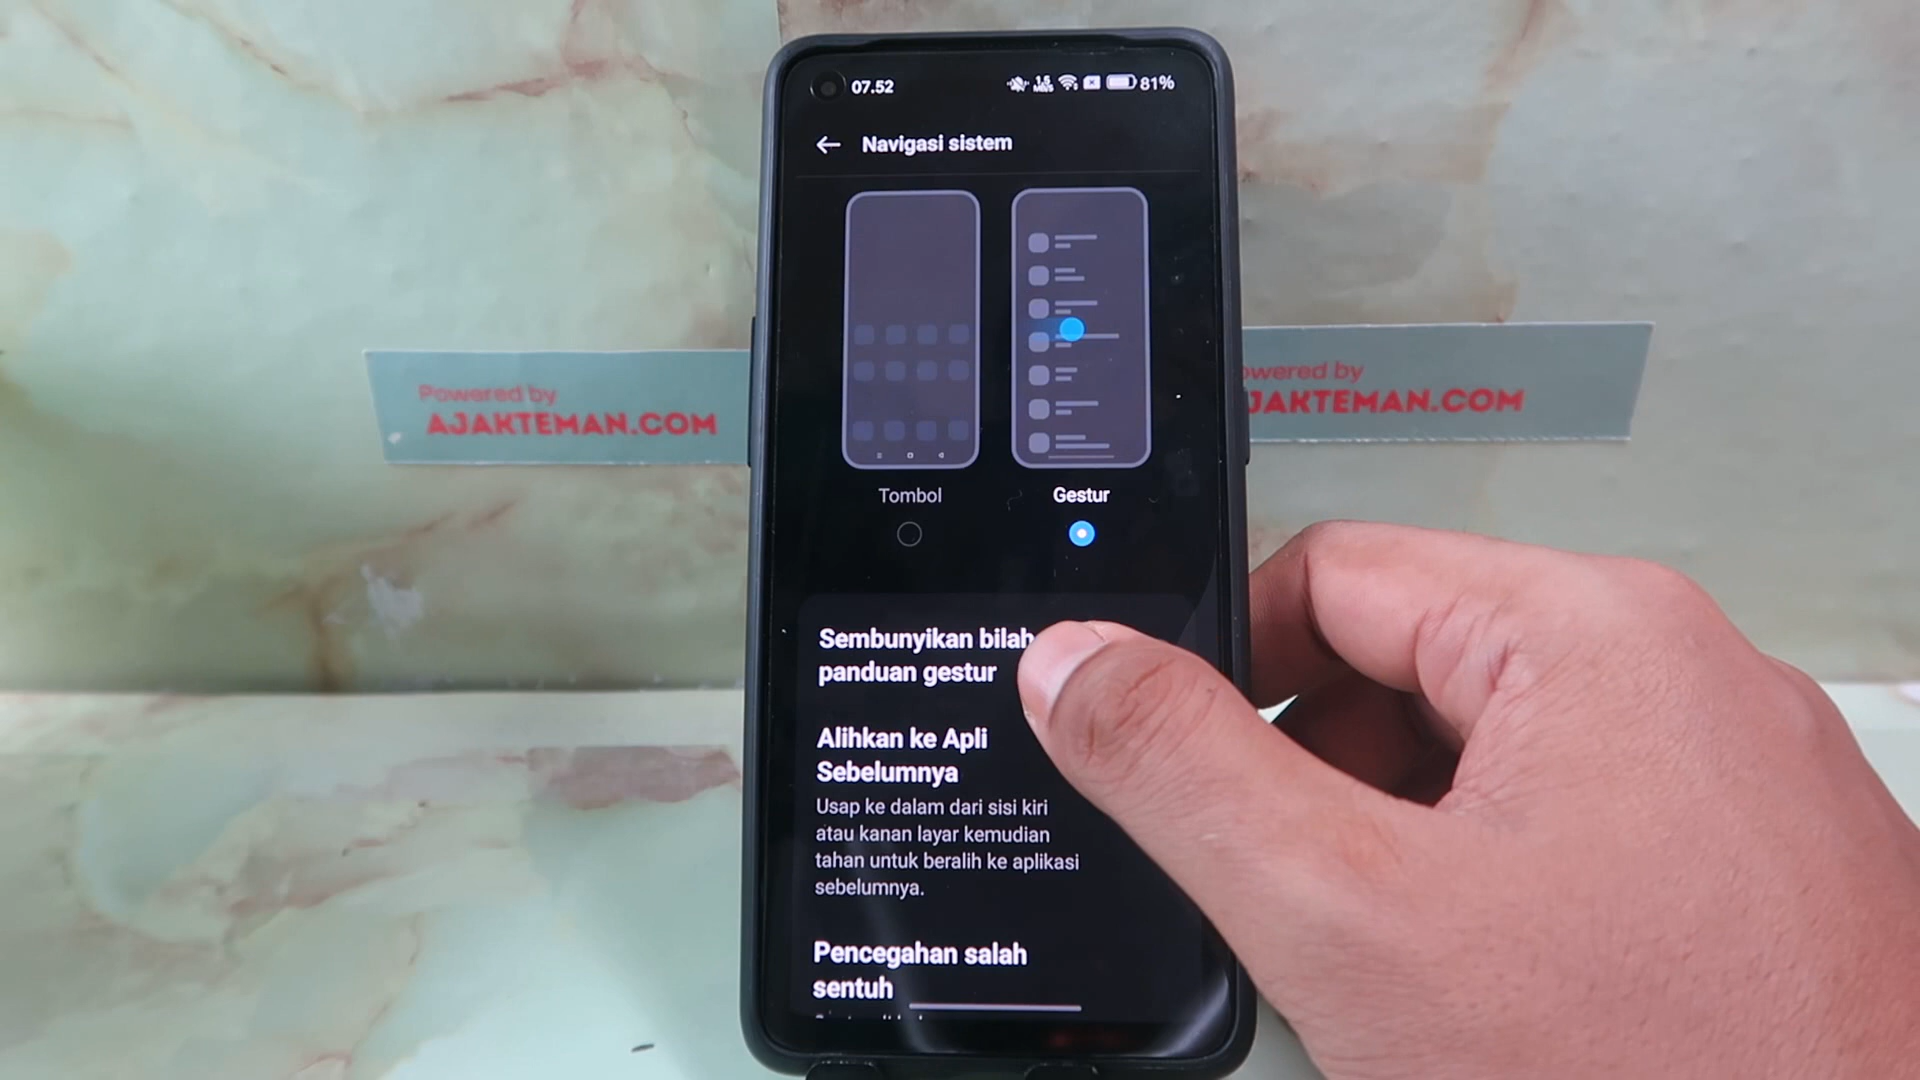 07.52
1.5
81%
Navigasi sistem
Powered by
AJAKTEMAN.COM
owered by
JAKTEMAN.COM
Tombol
Gestur
Sembunyikan bilah
panduan gestur
Alihkan ke Apli
Sebelumnya
Usap ke dalam dari sisi kiri
atau kanan layar kemudian
tahan untuk beralih ke aplikasi
sebelumnya.
Pencegahan salah
sentuh